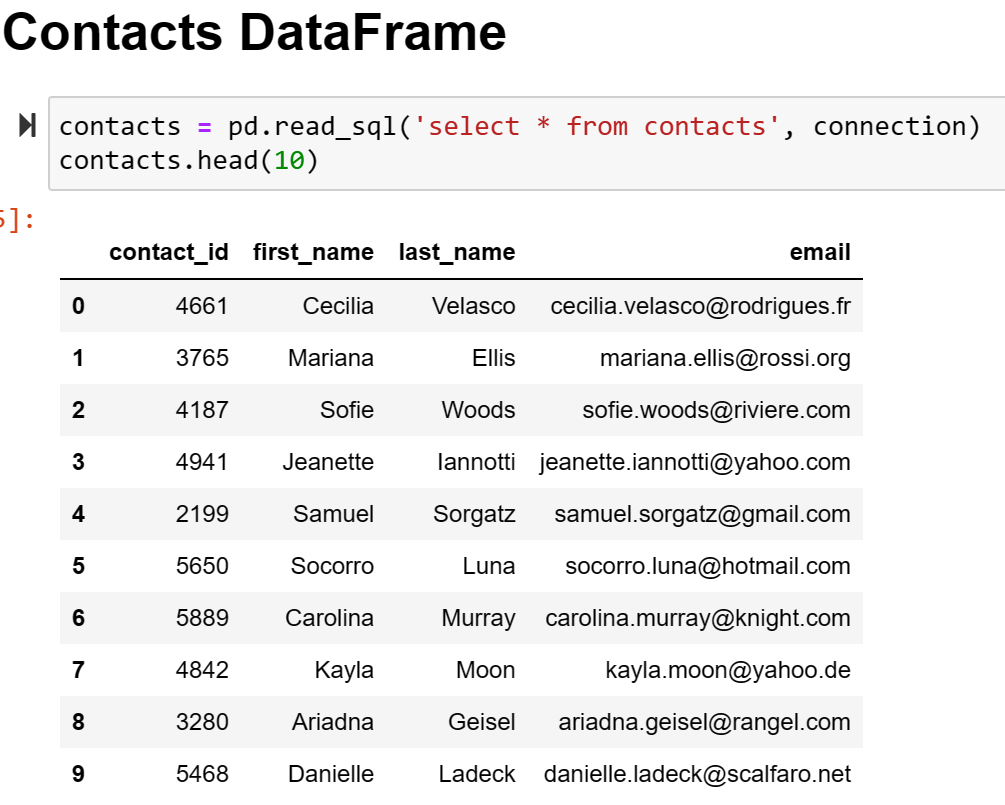 Contacts DataFrame
contacts = pd.read_sql('select * from contacts', connection)
contacts.head(10)
5]:
contact_id first_name last_name email
0 4661 Cecilia Velasco cecilia.velasco@rodrigues.fr
1 3765 Mariana Ellis mariana.ellis@rossi.org
2 4187 Sofie Woods sofie.woods@riviere.com
3 4941 Jeanette Iannotti jeanette.iannotti@yahoo.com
4 2199 Samuel Sorgatz samuel.sorgatz@gmail.com
5 5650 Socorro Luna socorro.luna@hotmail.com
6 5889 Carolina Murray carolina.murray@knight.com
7 4842 Kayla Moon kayla.moon@yahoo.de
8 3280 Ariadna Geisel ariadna.geisel@rangel.com
9 5468 Danielle Ladeck danielle.ladeck@scalfaro.net